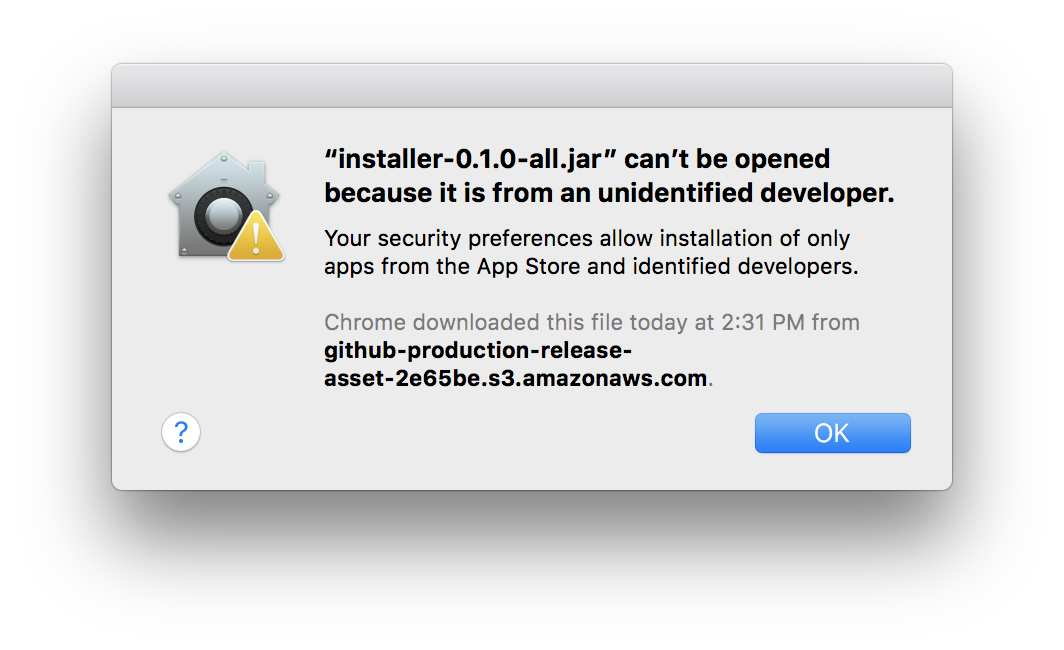 “installer-0.1.0-all.jar” can’t be opened
because it is from an unidentified developer.
Your security preferences allow installation of only
apps from the App Store and identified developers.
Chrome downloaded this file today at 2:31 PM from
github-production-release-
asset-2e65be.s3.amazonaws.com.
?
OK